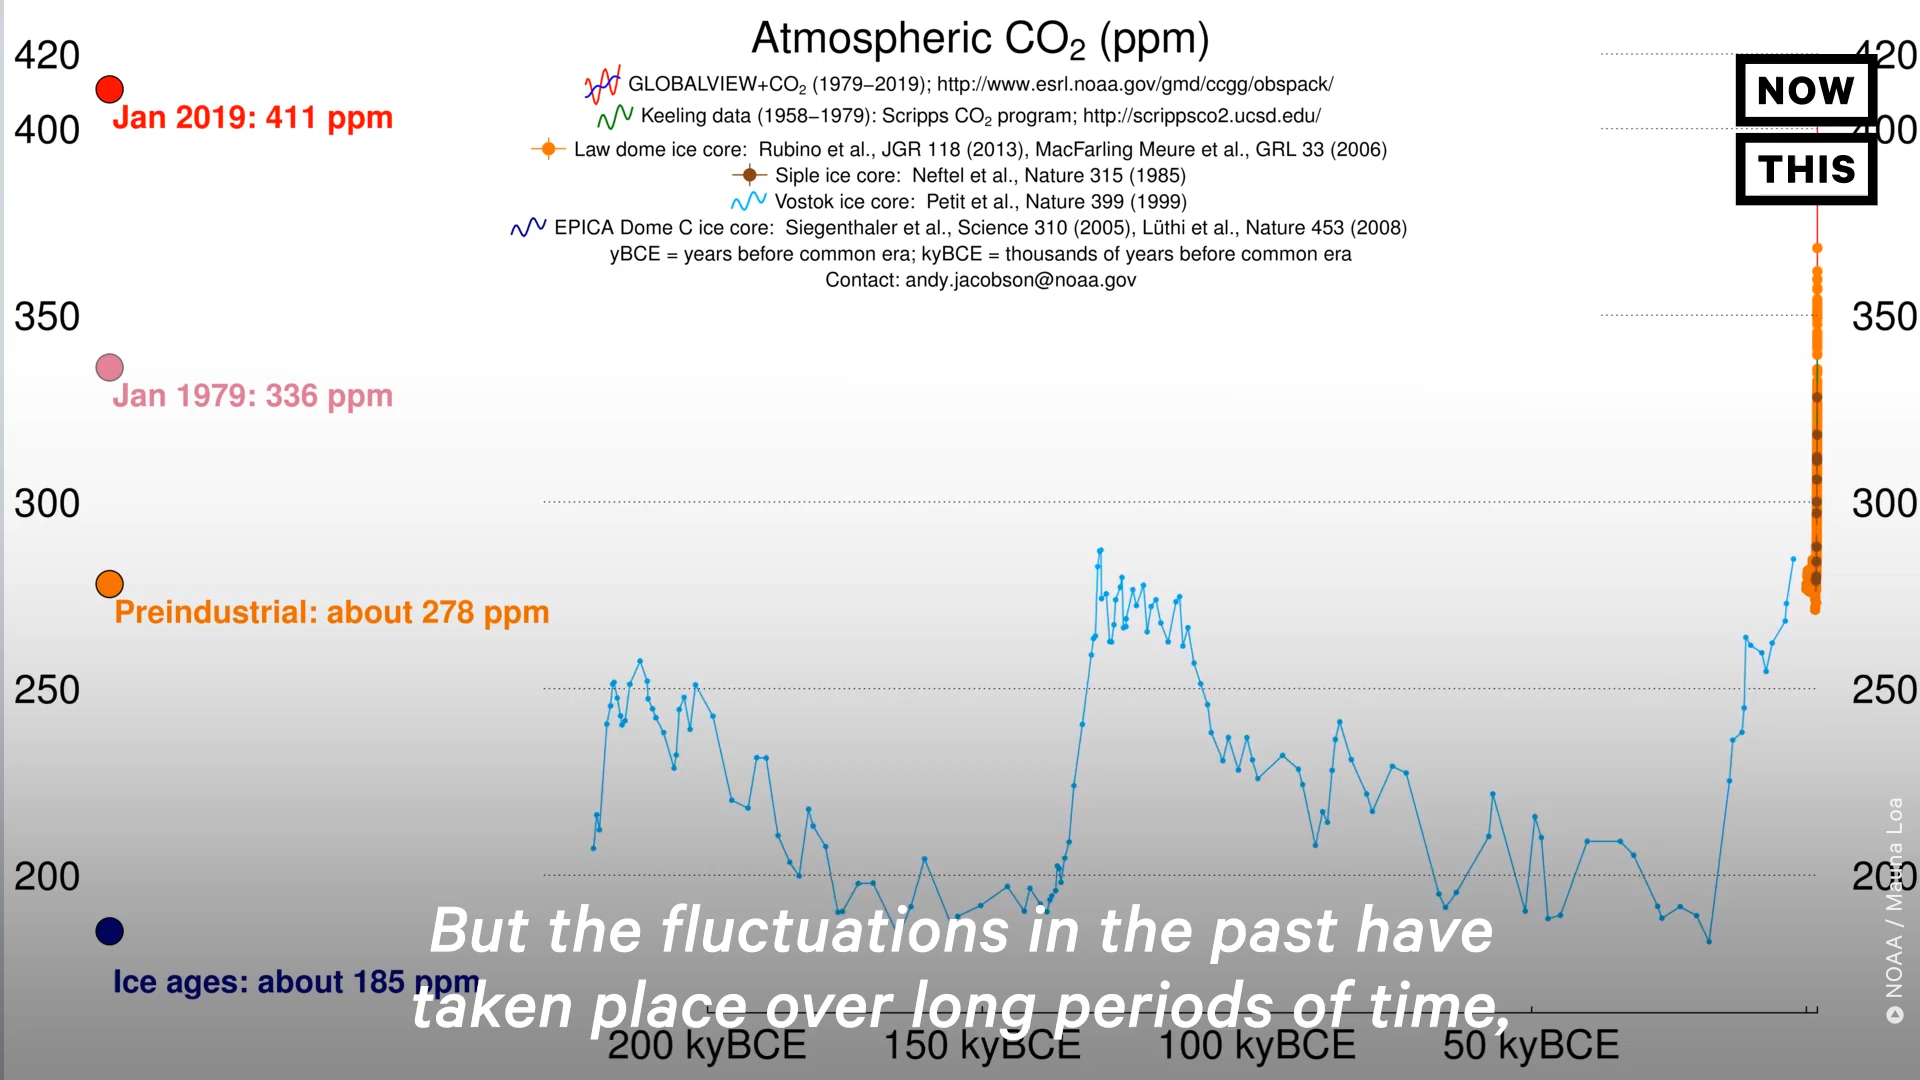 Atmospheric CO₂ (ppm)
GLOBALVIEW+CO₂ (1979–2019); http://www.esrl.noaa.gov/gmd/ccgg/obspack/
Keeling data (1958–1979): Scripps CO₂ program; http://scrippsco2.ucsd.edu/
Law dome ice core: Rubino et al., JGR 118 (2013), MacFarling Meure et al., GRL 33 (2006)
Siple ice core: Neftel et al., Nature 315 (1985)
Vostok ice core: Petit et al., Nature 399 (1999)
EPICA Dome C ice core: Siegenthaler et al., Science 310 (2005), Lüthi et al., Nature 453 (2008)
yBCE = years before common era; kyBCE = thousands of years before common era
Contact: andy.jacobson@noaa.gov
420
400
350
300
250
200
Jan 2019: 411 ppm
Jan 1979: 336 ppm
Preindustrial: about 278 ppm
Ice ages: about 185 ppm
420
400
350
300
250
200
NOW
THIS
200 kyBCE
150 kyBCE
100 kyBCE
50 kyBCE
But the fluctuations in the past have
taken place over long periods of time,
NOAA / Mauna Loa